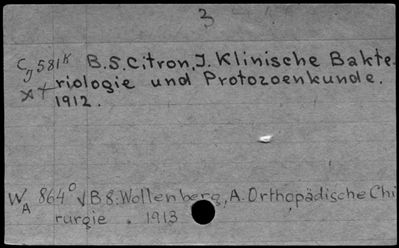 3
Cg 581k B.S. Citron, J. Klinische Bakte
x+ riologie und Protozoenkunde.
1912.
WA 864° √ B 8. Wollenberg, A. Orthopädische Chi
rurgie. 1913